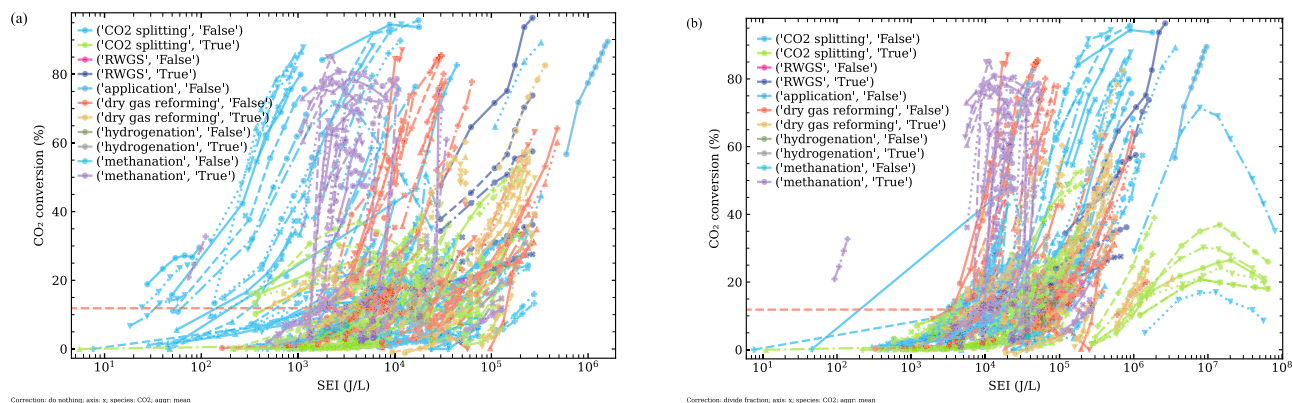 (a)
('CO2 splitting', 'False')
('CO2 splitting', 'True')
('RWGS', 'False')
('RWGS', 'True')
('application', 'False')
('dry gas reforming', 'False')
('dry gas reforming', 'True')
('hydrogenation', 'False')
('hydrogenation', 'True')
('methanation', 'False')
('methanation', 'True')
80
60
40
20
0
CO₂ conversion (%)
10¹ 10² 10³ 10⁴ 10⁵ 10⁶
SEI (J/L)
Correction: do nothing; axis: x; species: CO2; aggr: mean
(b)
('CO2 splitting', 'False')
('CO2 splitting', 'True')
('RWGS', 'False')
('RWGS', 'True')
('application', 'False')
('dry gas reforming', 'False')
('dry gas reforming', 'True')
('hydrogenation', 'False')
('hydrogenation', 'True')
('methanation', 'False')
('methanation', 'True')
80
60
40
20
0
CO₂ conversion (%)
10¹ 10² 10³ 10⁴ 10⁵ 10⁶ 10⁷ 10⁸
SEI (J/L)
Correction: divide fraction; axis: x; species: CO2; aggr: mean